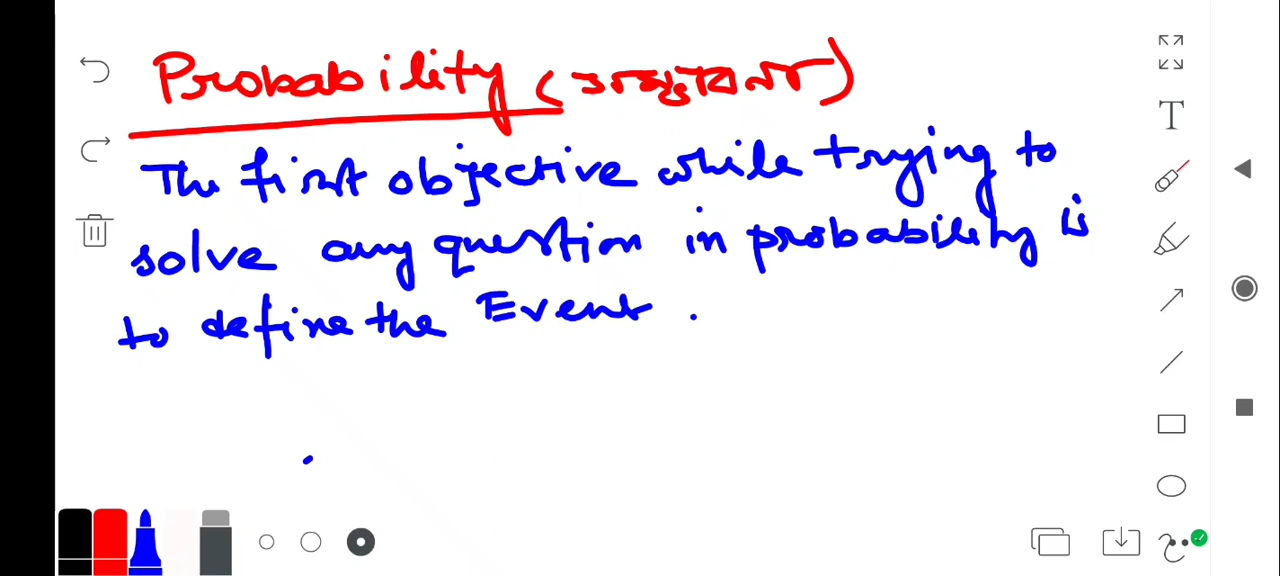 Probability
The first objective while trying to
solve any question in probability is
to define the Event .